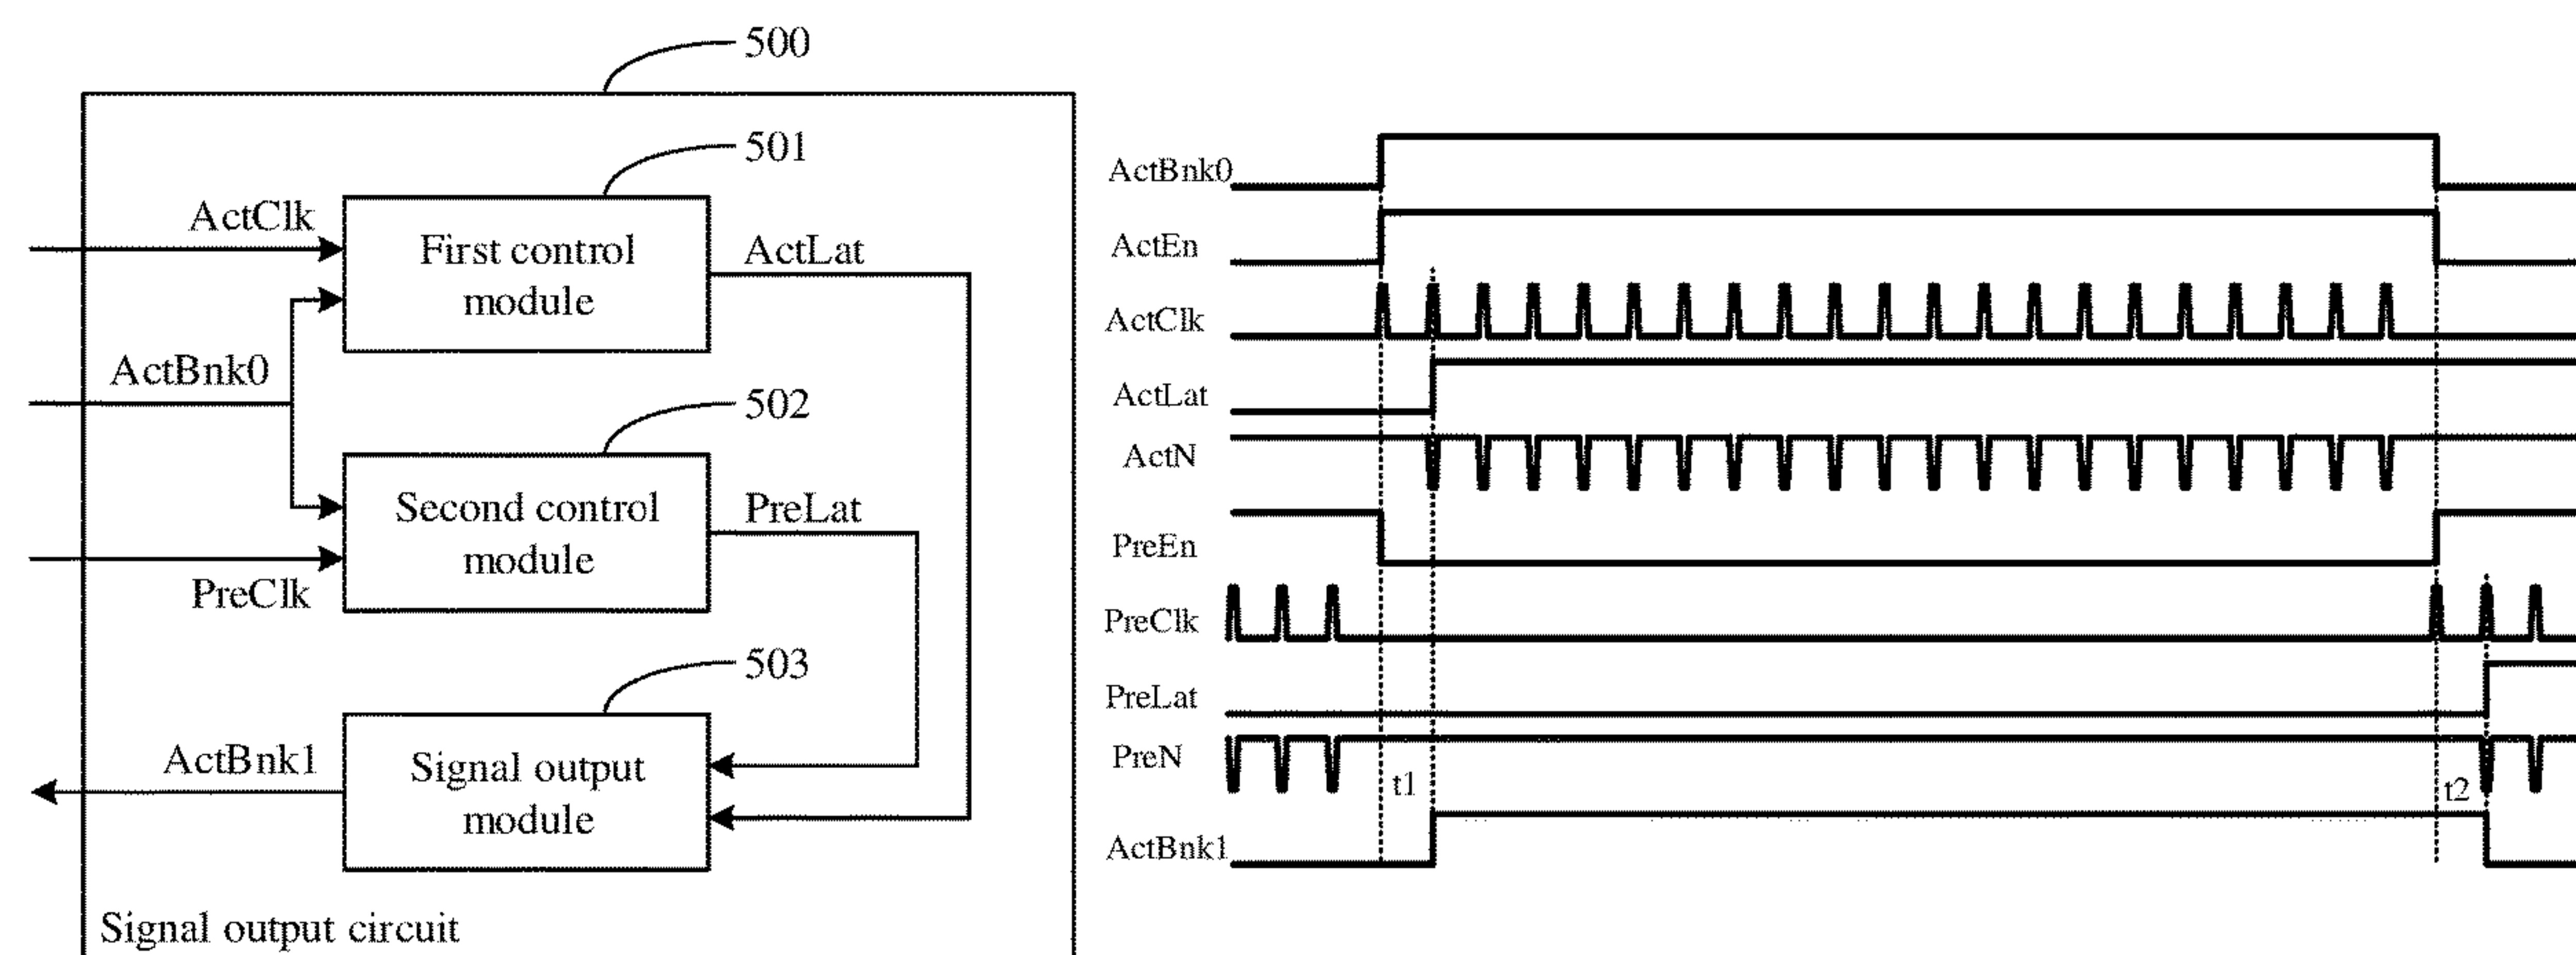 500
501
ActClk
First control
module
ActLat
ActBnk0
502
Second control
module
PreLat
PreClk
503
ActBnk1
Signal output
module
Signal output circuit
ActBnk0
ActEn
ActClk
ActLat
ActN
PreEn
PreClk
PreLat
PreN
t1
t2
ActBnk1